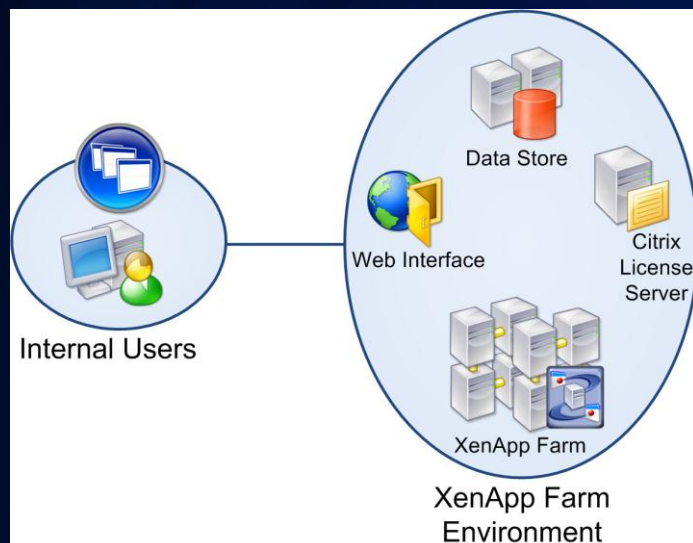 Data Store
Web Interface
Citrix
License
Server
Internal Users
XenApp Farm
XenApp Farm
Environment